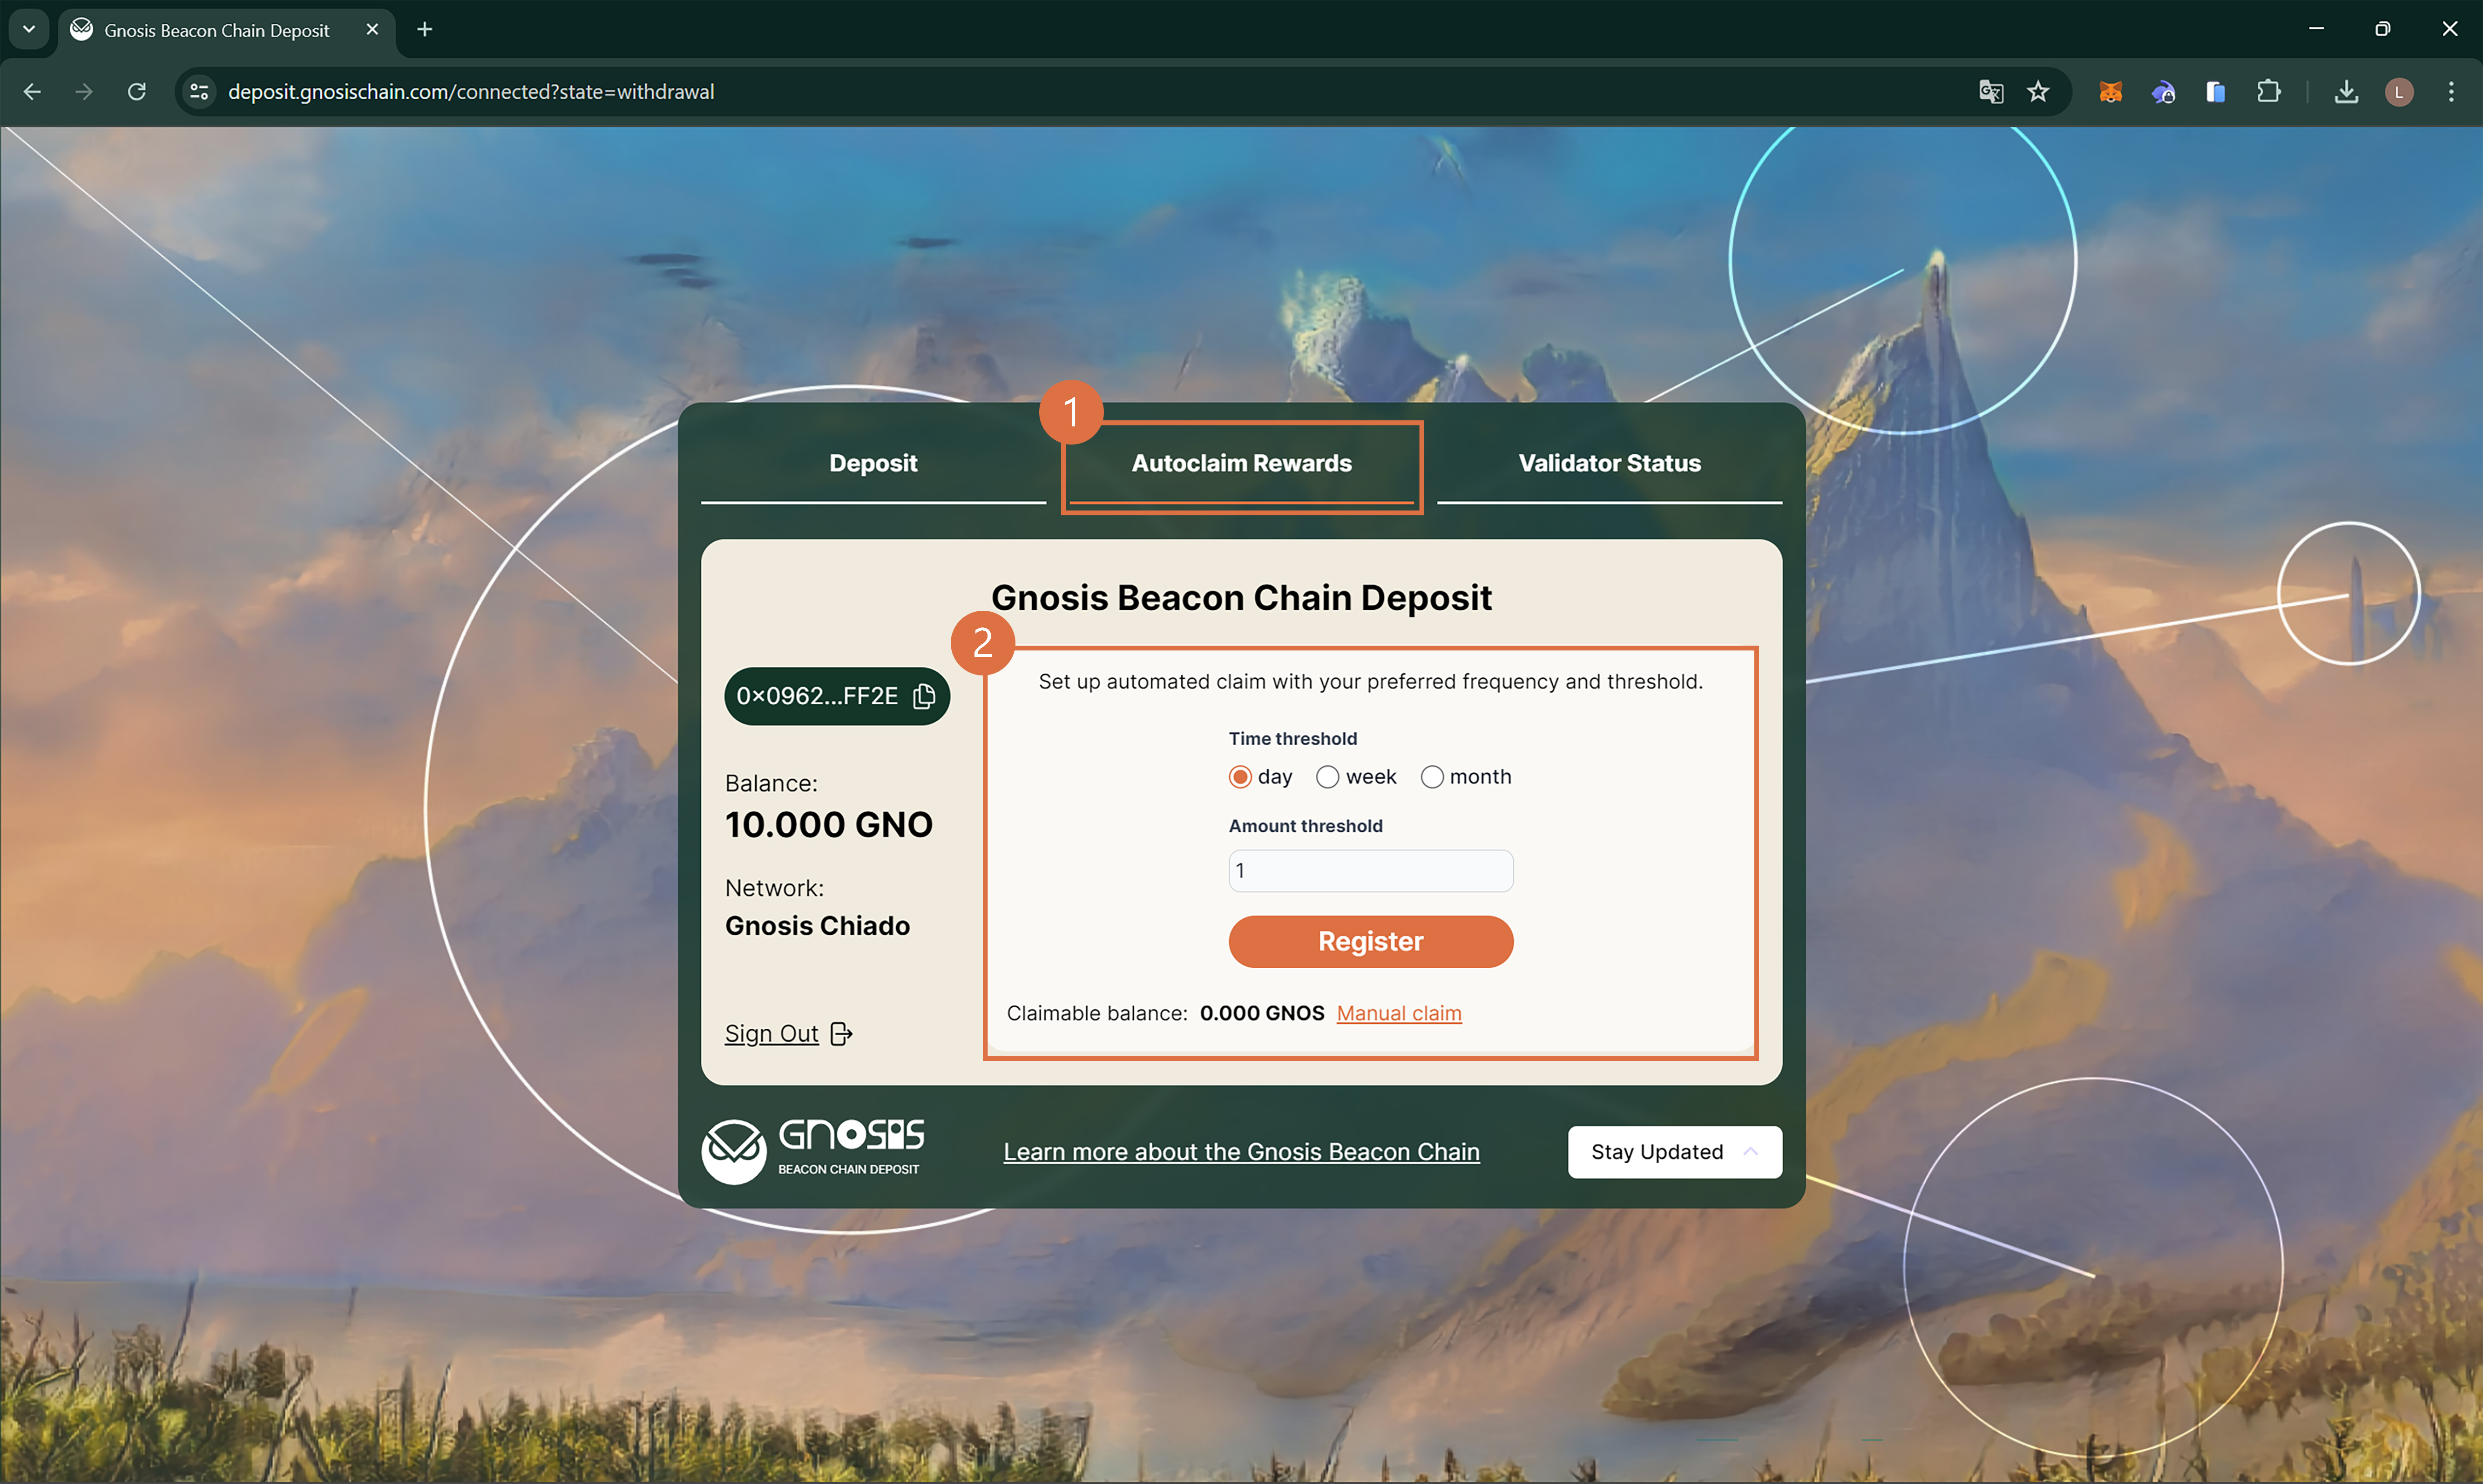 Gnosis Beacon Chain Deposit
deposit.gnosischain.com/connected?state=withdrawal
L
1
Deposit
Autoclaim Rewards
Validator Status
Gnosis Beacon Chain Deposit
2
0×0962...FF2E
Balance:
10.000 GNO
Network:
Gnosis Chiado
Sign Out
Set up automated claim with your preferred frequency and threshold.
Time threshold
day week month
Amount threshold
1
Register
Claimable balance: 0.000 GNOS Manual claim
GNOSIS
BEACON CHAIN DEPOSIT
Learn more about the Gnosis Beacon Chain
Stay Updated